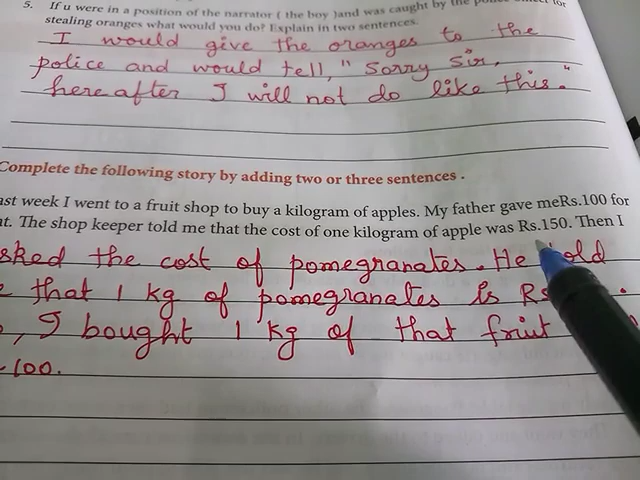 5. If u were in a position of the narrator ( the boy )and was caught by the police for
stealing oranges what would you do? Explain in two sentences.
I would give the oranges to the
police and would tell, "Sorry Sir,
hereafter I will not do like this."
Complete the following story by adding two or three sentences .
ast week I went to a fruit shop to buy a kilogram of apples. My father gave meRs.100 for
at. The shop keeper told me that the cost of one kilogram of apple was Rs.150. Then I
sked the cost of pomegranates. He old
e that 1 kg of pomegranates is Rs
, I bought 1 kg of that fruit
100.